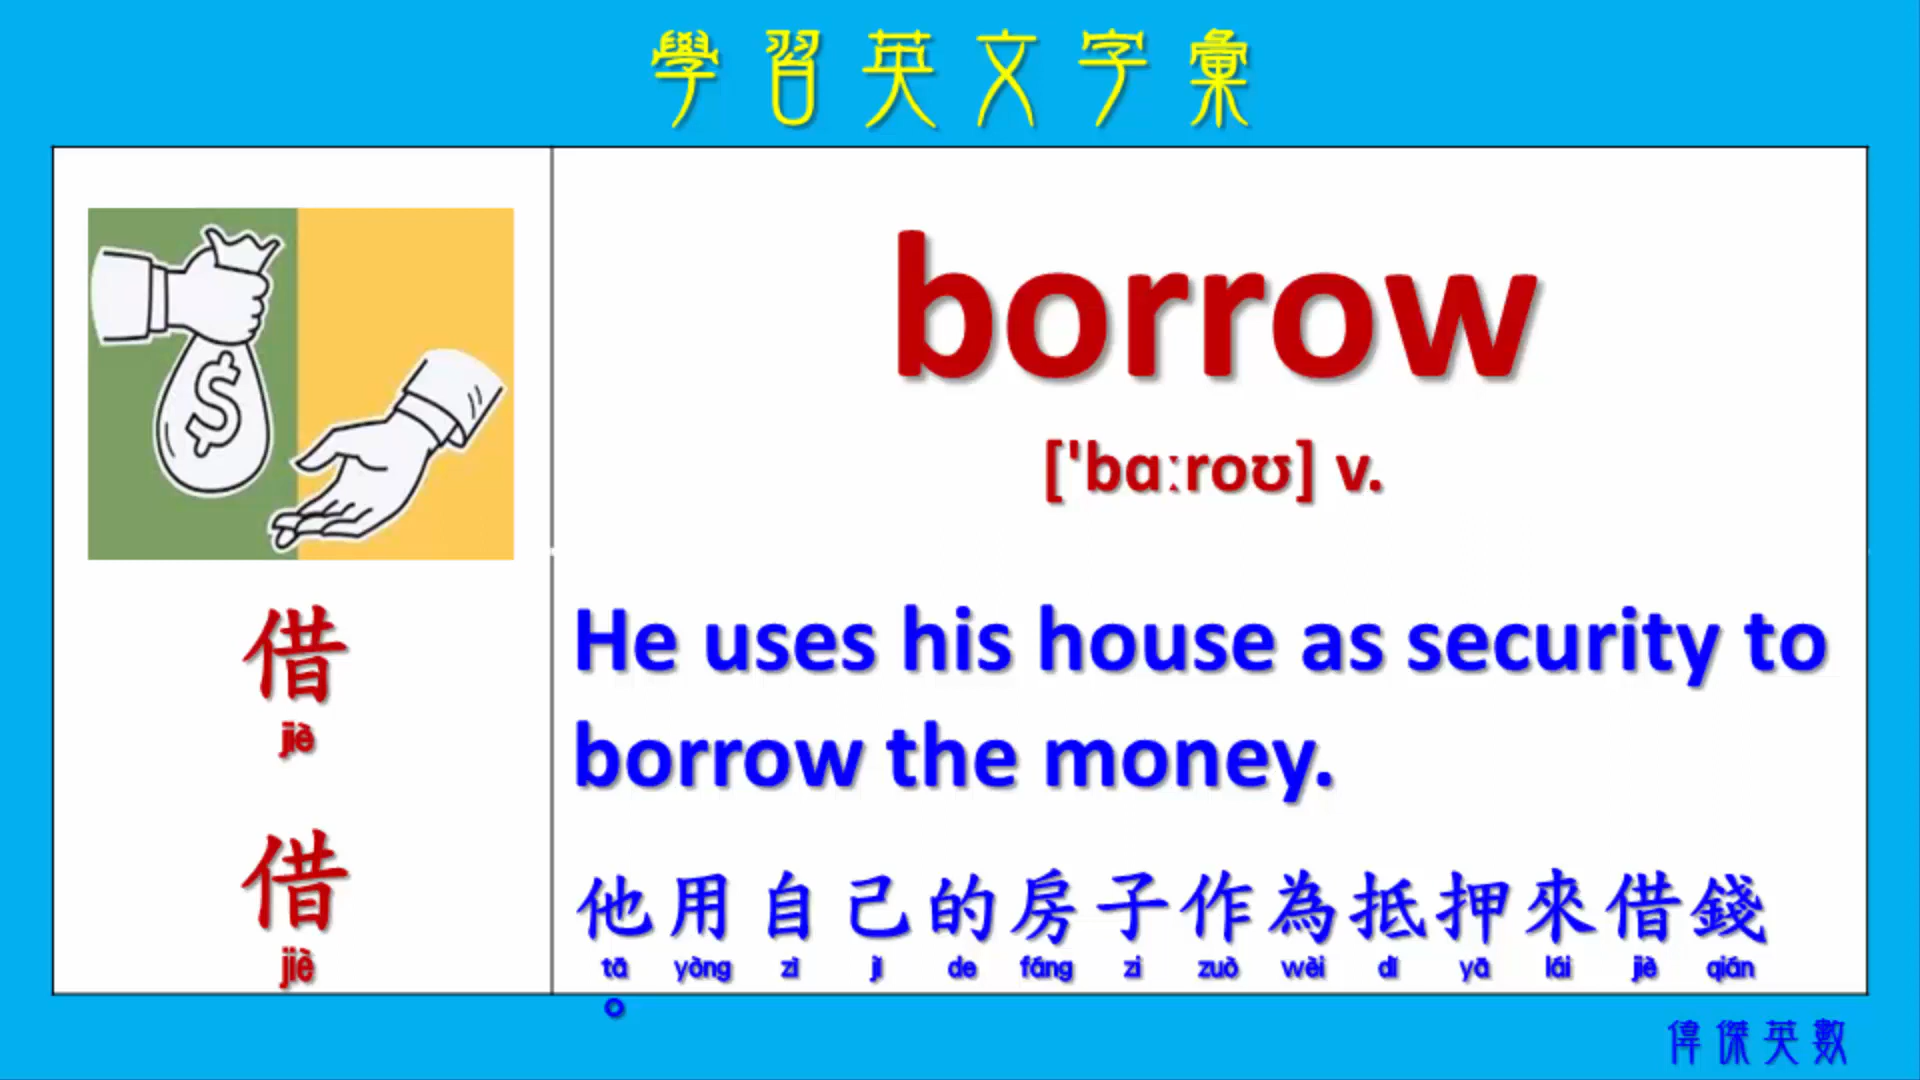 學習英文字彙
$
借
jiè
借
jiè
borrow
['bɑːroʊ] v.
He uses his house as security to
borrow the money.
他用自己的房子作為抵押來借錢
tā yòng zì jǐ de fáng zi zuò wèi dǐ yā lái jiè qián
。
偉傑英數